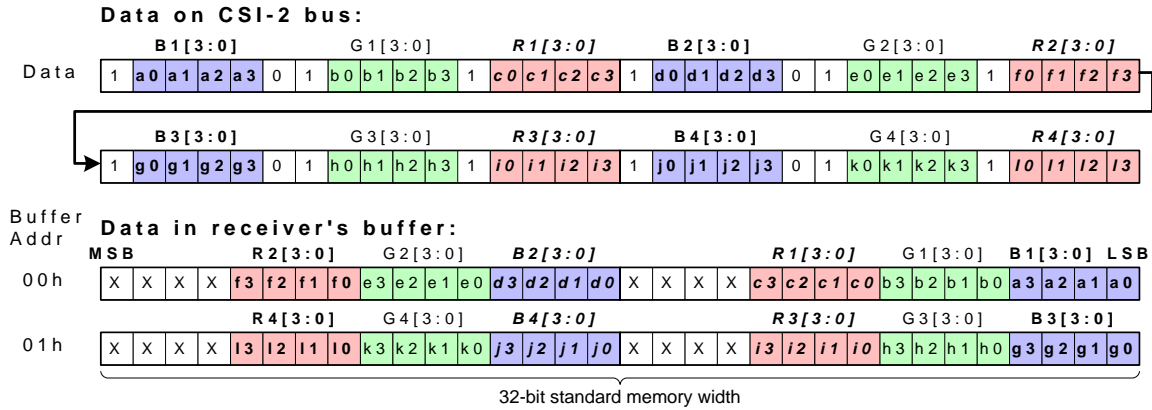 Data on CSI-2 bus:
B1[3:0] G1[3:0] R1[3:0] B2[3:0] G2[3:0] R2[3:0]
Data 1 a0 a1 a2 a3 0 1 b0 b1 b2 b3 1 c0 c1 c2 c3 1 d0 d1 d2 d3 0 1 e0 e1 e2 e3 1 f0 f1 f2 f3
B3[3:0] G3[3:0] R3[3:0] B4[3:0] G4[3:0] R4[3:0]
1 g0 g1 g2 g3 0 1 h0 h1 h2 h3 1 i0 i1 i2 i3 1 j0 j1 j2 j3 0 1 k0 k1 k2 k3 1 l0 l1 l2 l3
Buffer Addr
Data in receiver's buffer:
MSB R2[3:0] G2[3:0] B2[3:0] R1[3:0] G1[3:0] B1[3:0] LSB
00h X X X X f3 f2 f1 f0 e3 e2 e1 e0 d3 d2 d1 d0 X X X X c3 c2 c1 c0 b3 b2 b1 b0 a3 a2 a1 a0
R4[3:0] G4[3:0] B4[3:0] R3[3:0] G3[3:0] B3[3:0]
01h X X X X l3 l2 l1 l0 k3 k2 k1 k0 j3 j2 j1 j0 X X X X i3 i2 i1 i0 h3 h2 h1 h0 g3 g2 g1 g0
32-bit standard memory width